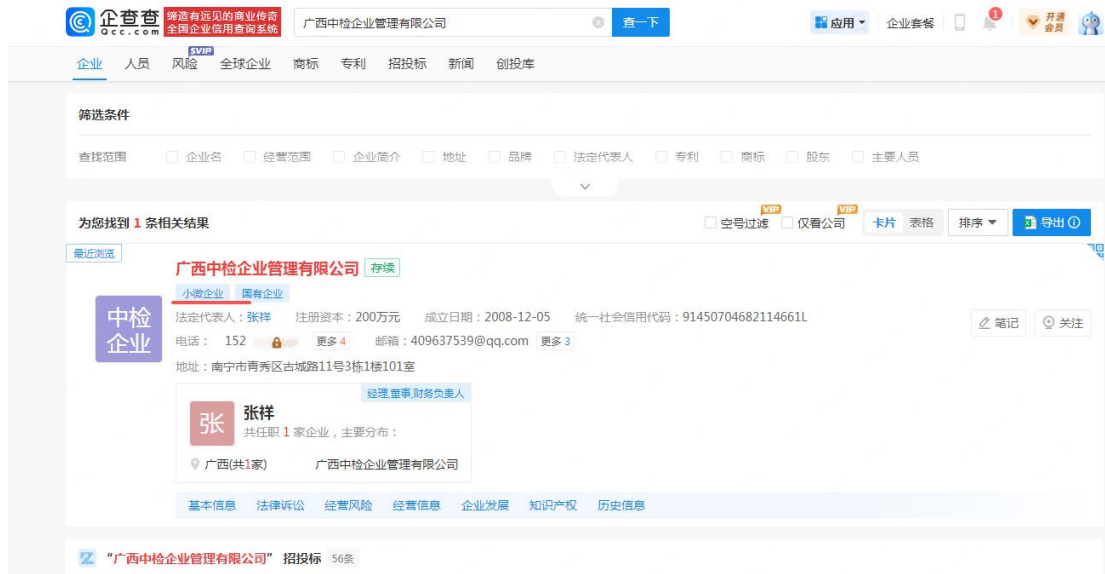 企查查 缔造有远见的商业传奇
Qcc.com 全国企业信用查询系统
广西中检企业管理有限公司 查一下 应用 企业套餐 1 开通会员
企业 人员 风险 SVIP 全球企业 商标 专利 招投标 新闻 创投库
筛选条件
查找范围 企业名 经营范围 企业简介 地址 品牌 法定代表人 专利 商标 股东 主要人员
为您找到 1 条相关结果 空号过滤 VIP 仅看公司 VIP 卡片 表格 排序 导出
最近浏览
广西中检企业管理有限公司 存续
小微企业 国有企业
中检企业
法定代表人：张祥 注册资本：200万元 成立日期：2008-12-05 统一社会信用代码：91450704682114661L
笔记 关注
电话： 152 更多 4 邮箱：409637539@qq.com 更多 3
地址：南宁市青秀区古城路11号3栋1楼101室
经理,董事,财务负责人
张 张祥
共任职 1 家企业，主要分布：
广西(共1家) 广西中检企业管理有限公司
基本信息 法律诉讼 经营风险 经营信息 企业发展 知识产权 历史信息
“广西中检企业管理有限公司” 招投标 56条